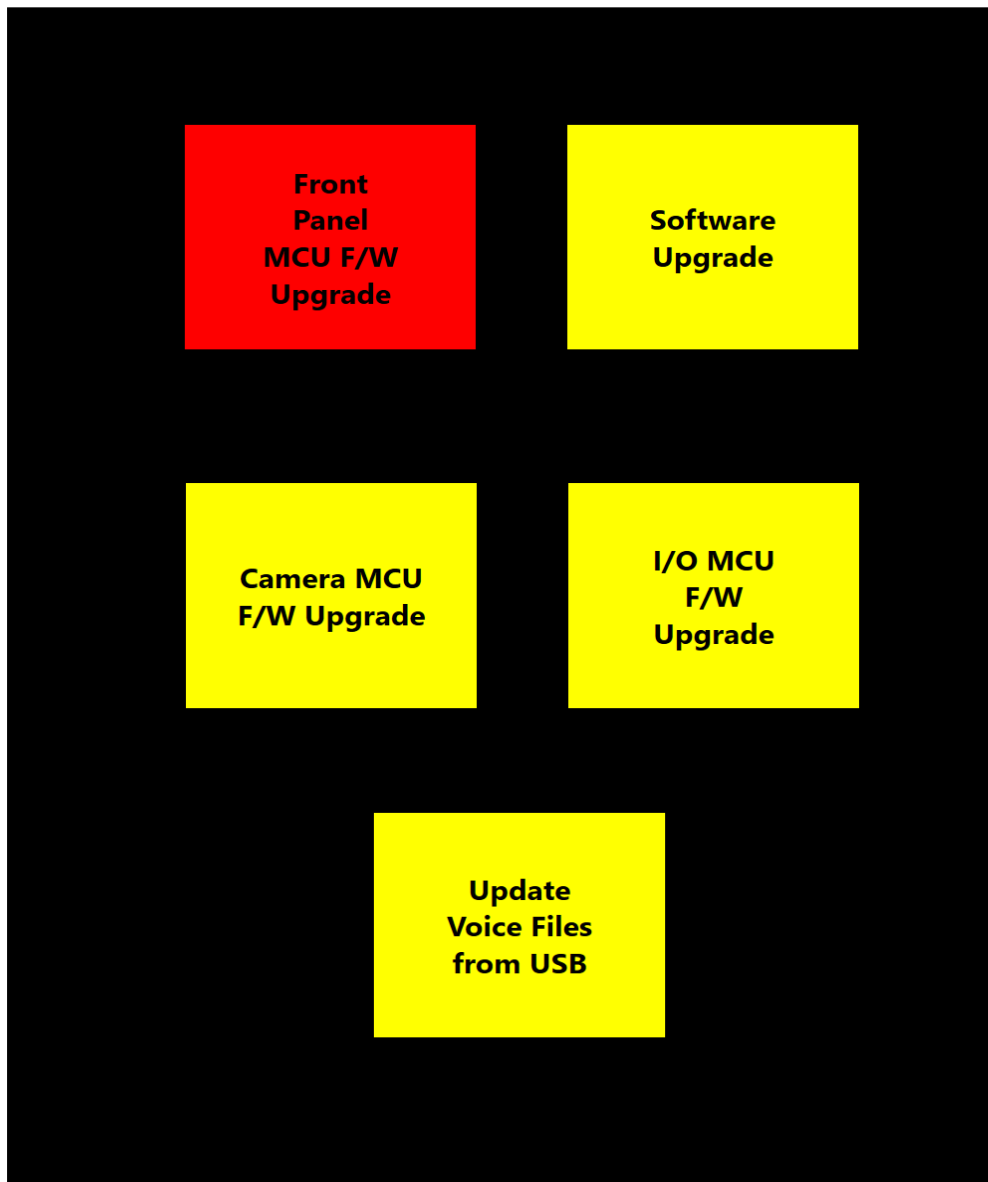 Front
Panel
MCU F/W
Upgrade
Software
Upgrade
Camera MCU
F/W Upgrade
I/O MCU
F/W
Upgrade
Update
Voice Files
from USB